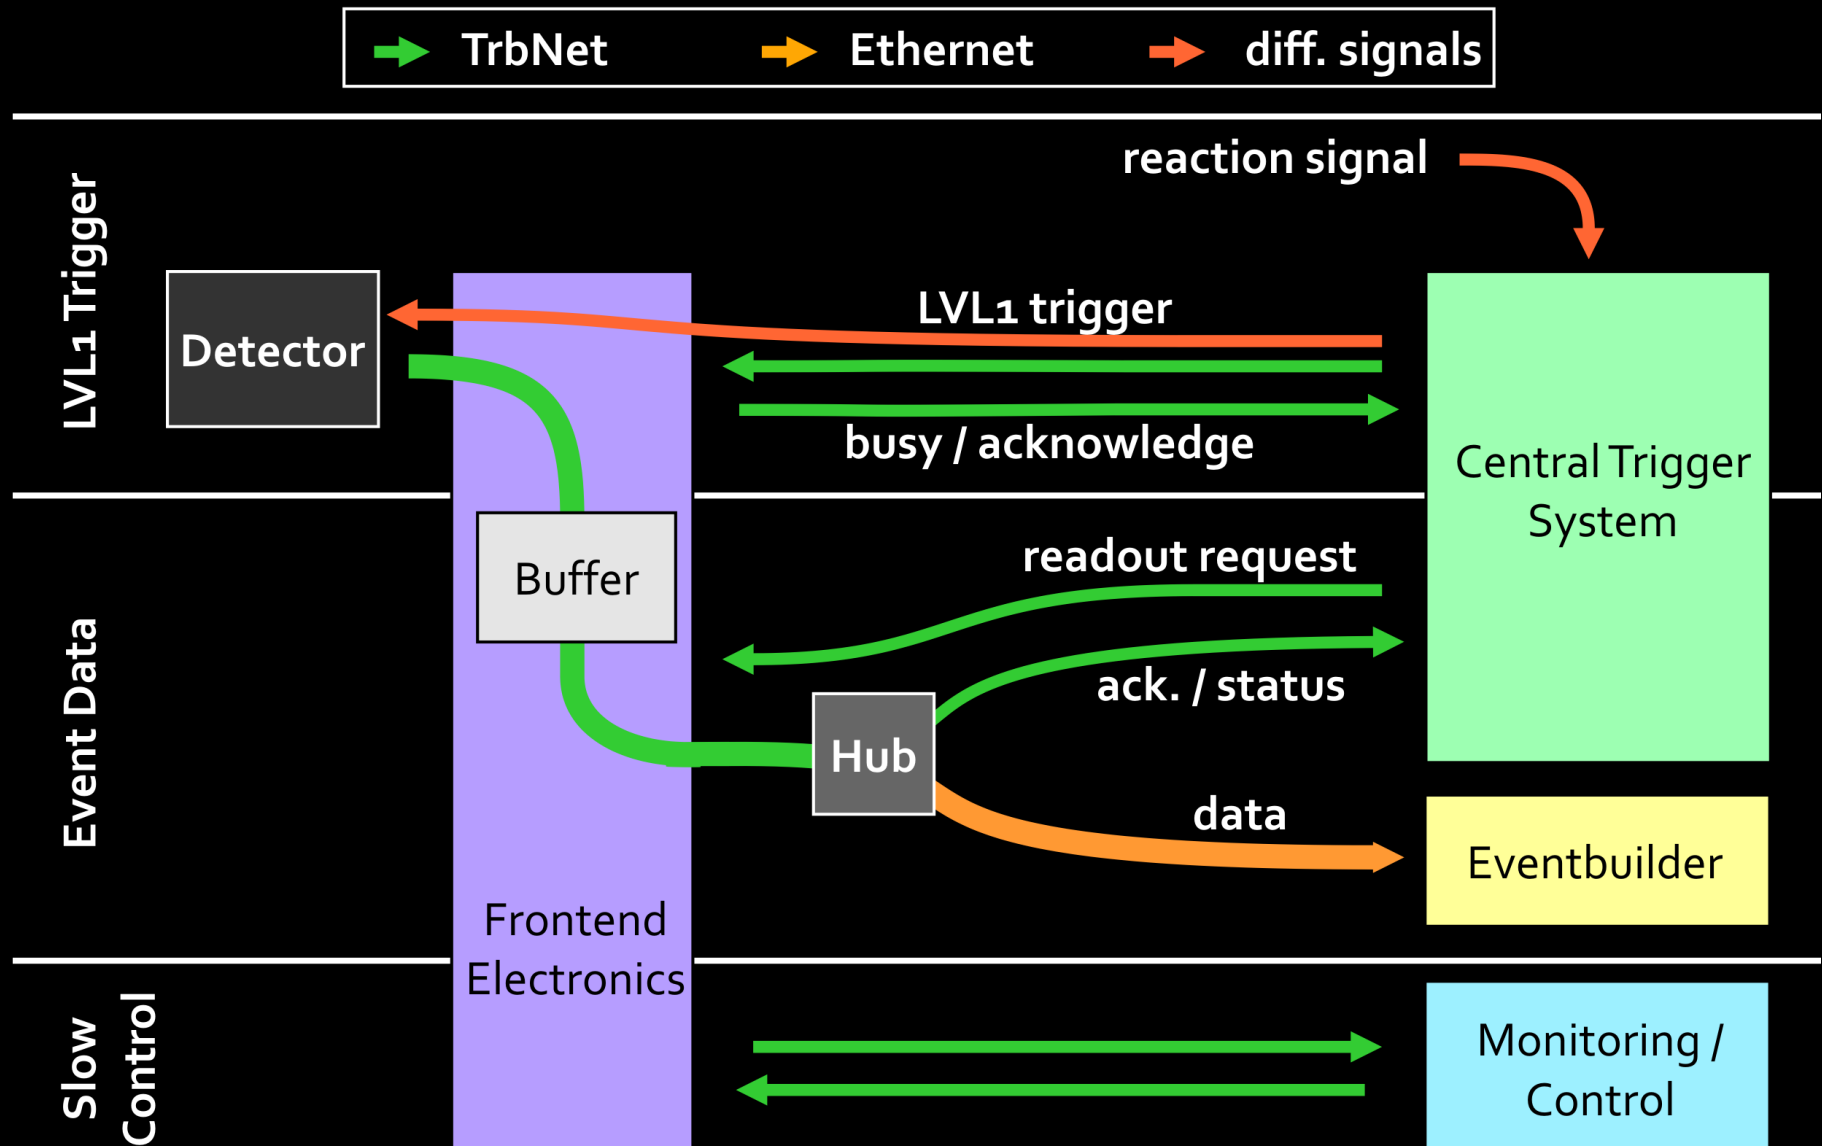 TrbNet
Ethernet
diff. signals
LVL1 Trigger
reaction signal
Detector
LVL1 trigger
busy / acknowledge
Central Trigger
System
Event Data
Buffer
readout request
ack. / status
Hub
data
Eventbuilder
Frontend
Electronics
Slow
Control
Monitoring /
Control